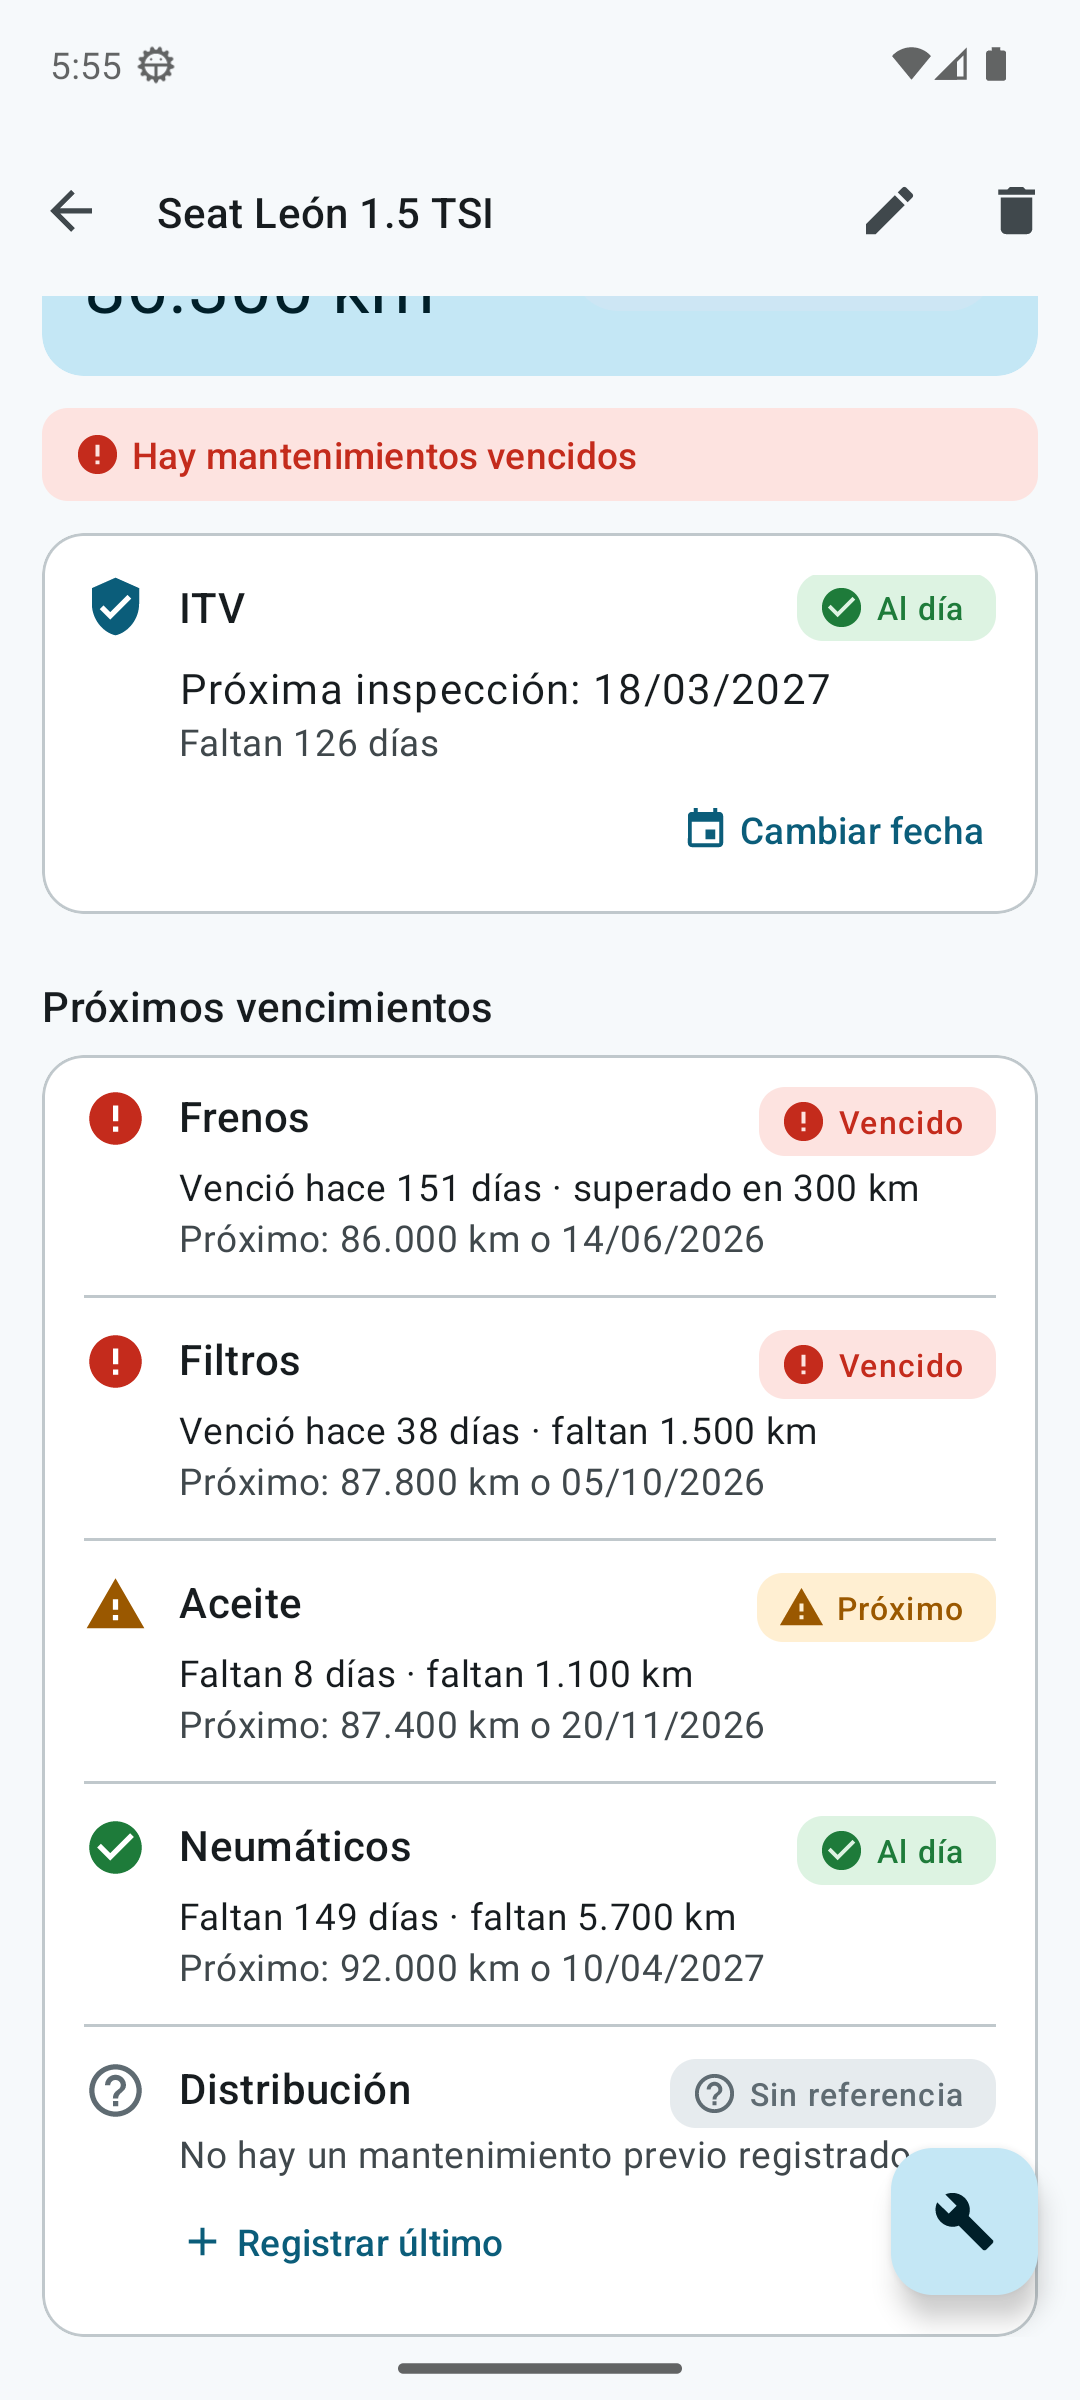 5:55
Seat León 1.5 TSI
86.300 km
Hay mantenimientos vencidos
ITV
Al día
Próxima inspección: 18/03/2027
Faltan 126 días
Cambiar fecha
Próximos vencimientos
Frenos
Vencido
Venció hace 151 días · superado en 300 km
Próximo: 86.000 km o 14/06/2026
Filtros
Vencido
Venció hace 38 días · faltan 1.500 km
Próximo: 87.800 km o 05/10/2026
Aceite
Próximo
Faltan 8 días · faltan 1.100 km
Próximo: 87.400 km o 20/11/2026
Neumáticos
Al día
Faltan 149 días · faltan 5.700 km
Próximo: 92.000 km o 10/04/2027
Distribución
Sin referencia
No hay un mantenimiento previo registrado
Registrar último